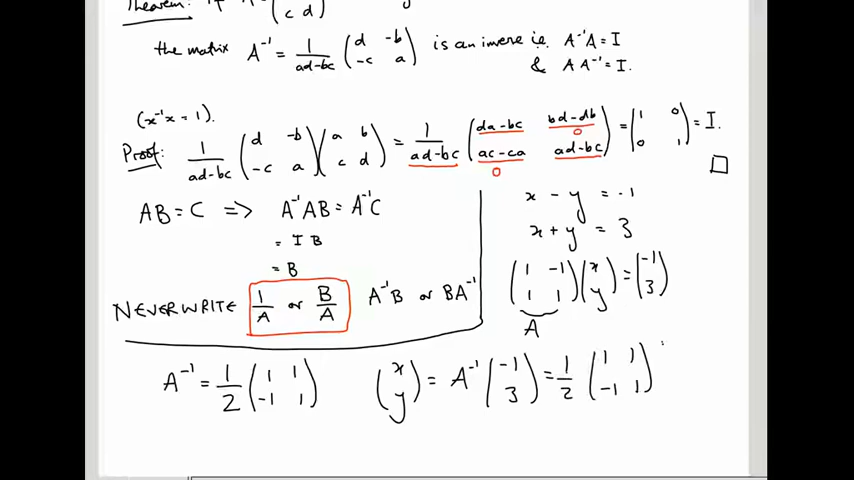 Theorem: If A = ( c d )
the matrix A⁻¹ = 1/(ad-bc) ( d -b ; -c a ) is an inverse i.e. A⁻¹A = I
& A A⁻¹ = I.
(x⁻¹x = 1).
Proof: 1/(ad-bc) ( d -b ; -c a )( a b ; c d ) = 1/(ad-bc) ( da-bc bd-db ; ac-ca ad-bc ) = ( 1 0 ; 0 1 ) = I.
0
0
□
AB = C => A⁻¹AB = A⁻¹C
= I B
= B
NEVER WRITE 1/A or B/A A⁻¹B or BA⁻¹
x - y = -1
x + y = 3
( 1 -1 ; 1 1 )( x ; y ) = ( -1 ; 3 )
A
A⁻¹ = 1/2 ( 1 1 ; -1 1 ) ( x ; y ) = A⁻¹ ( -1 ; 3 ) = 1/2 ( 1 1 ; -1 1 )